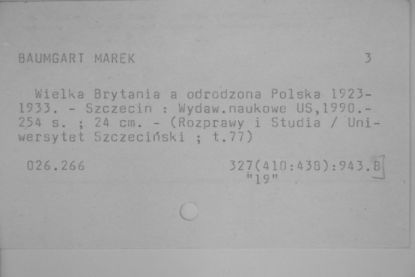 BAUMGART MAREK 3
Wielka Brytania a odrodzona Polska 1923-
1933. - Szczecin : Wydaw.naukowe US,1990.-
254 s. ; 24 cm. - (Rozprawy i Studia / Uni-
wersytet Szczeciński ; t.77)
026.266 327(410:438):943.8
"19"